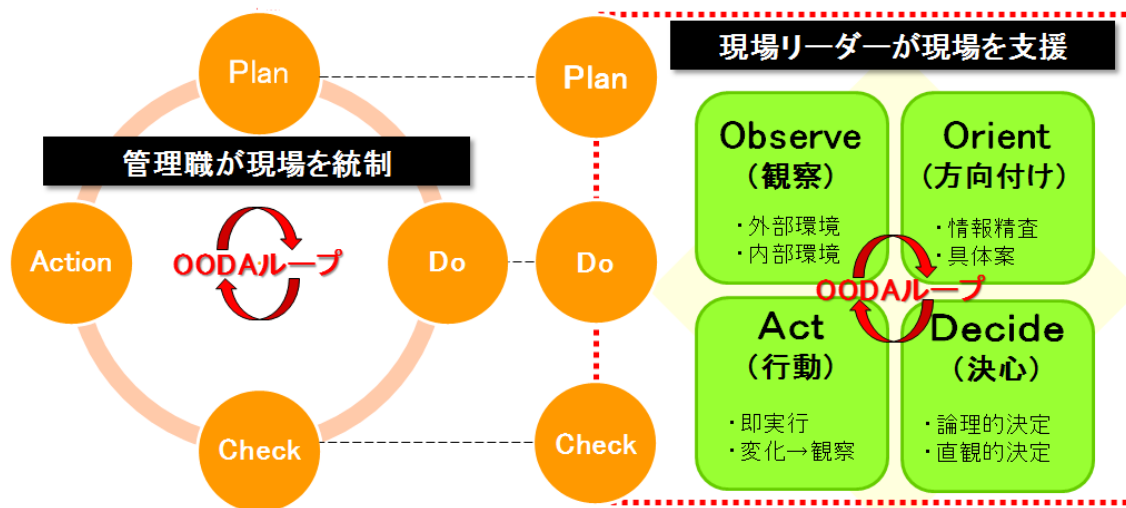 Plan
管理職が現場を統制
Action
OODAループ
Do
Check
Plan
Do
Check
現場リーダーが現場を支援
Observe
(観察)
・外部環境
・内部環境
Orient
(方向付け)
・情報精査
・具体案
OODAループ
Act
(行動)
・即実行
・変化→観察
Decide
(決心)
・論理的決定
・直観的決定